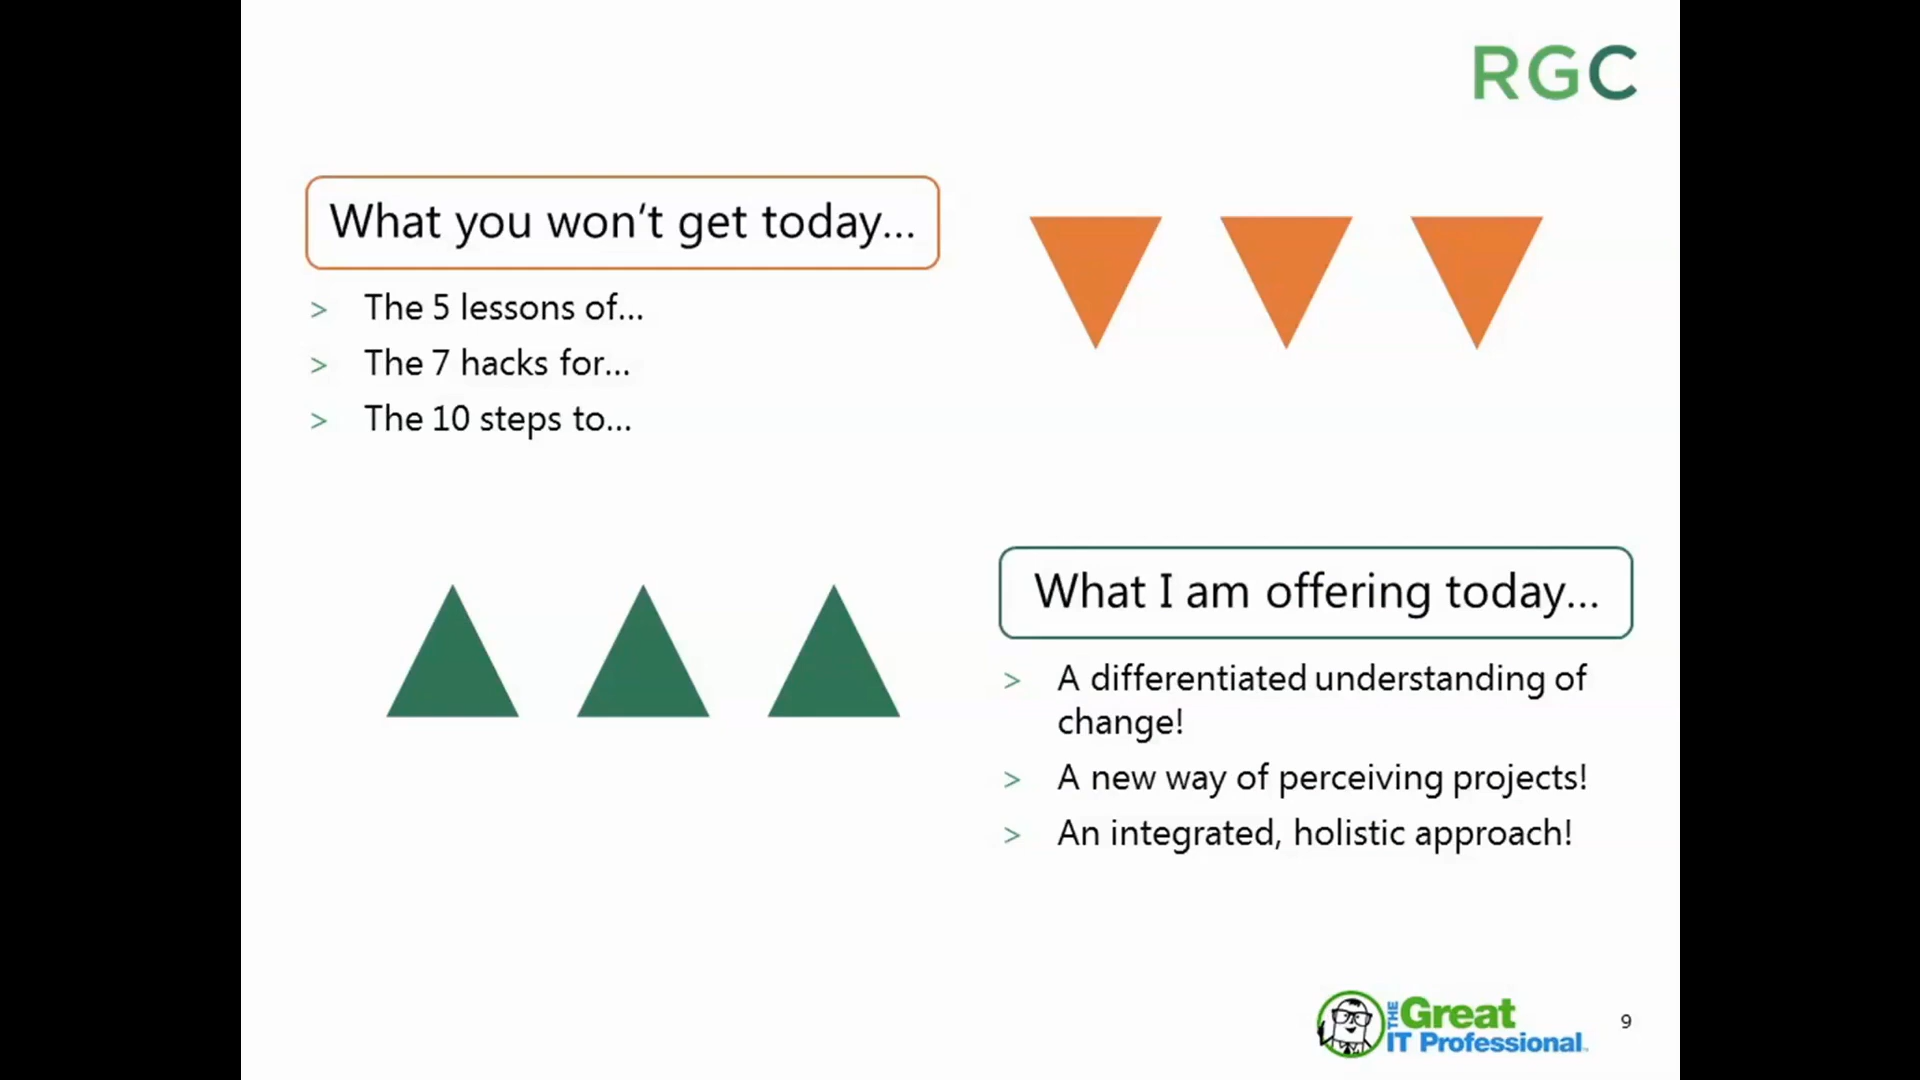 RGC
What you won't get today...
> The 5 lessons of...
> The 7 hacks for...
> The 10 steps to...
What I am offering today...
> A differentiated understanding of
change!
> A new way of perceiving projects!
> An integrated, holistic approach!
THE Great
IT Professional
9